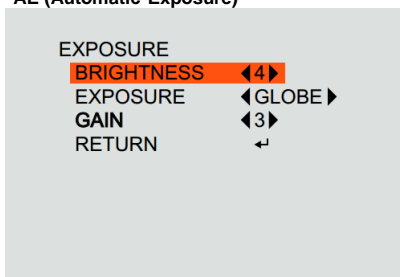 AE (Automatic Exposure)
EXPOSURE
BRIGHTNESS ◀4▶
EXPOSURE ◀GLOBE▶
GAIN ◀3▶
RETURN ↵